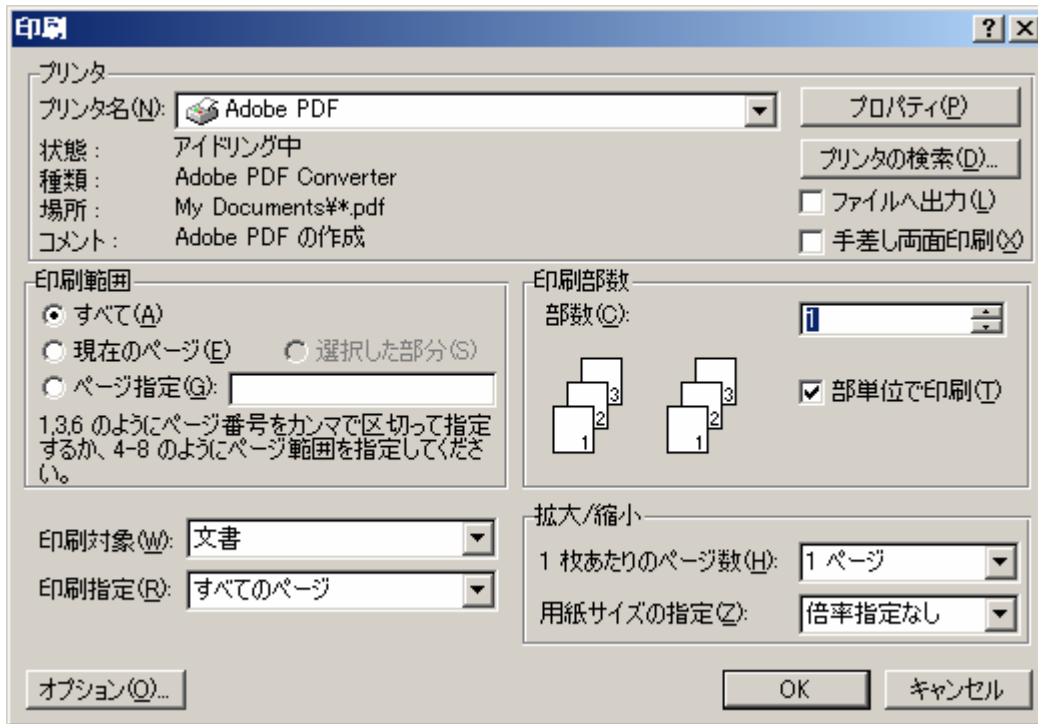 印刷
プリンタ
プリンタ名(N): Adobe PDF プロパティ(P)
状態: アイドリング中 プリンタの検索(D)...
種類: Adobe PDF Converter
場所: My Documents¥*.pdf ファイルへ出力(L)
コメント: Adobe PDF の作成 手差し両面印刷(X)
印刷範囲
すべて(A)
現在のページ(E) 選択した部分(S)
ページ指定(G):
1,3,6 のようにページ番号をカンマで区切って指定
するか、4-8 のようにページ範囲を指定してくださ
い。
印刷部数
部数(C): 1
部単位で印刷(T)
3 3
2 2
1 1
印刷対象(W): 文書
印刷指定(R): すべてのページ
拡大/縮小
1 枚あたりのページ数(H): 1 ページ
用紙サイズの指定(Z): 倍率指定なし
オプション(O)... OK キャンセル